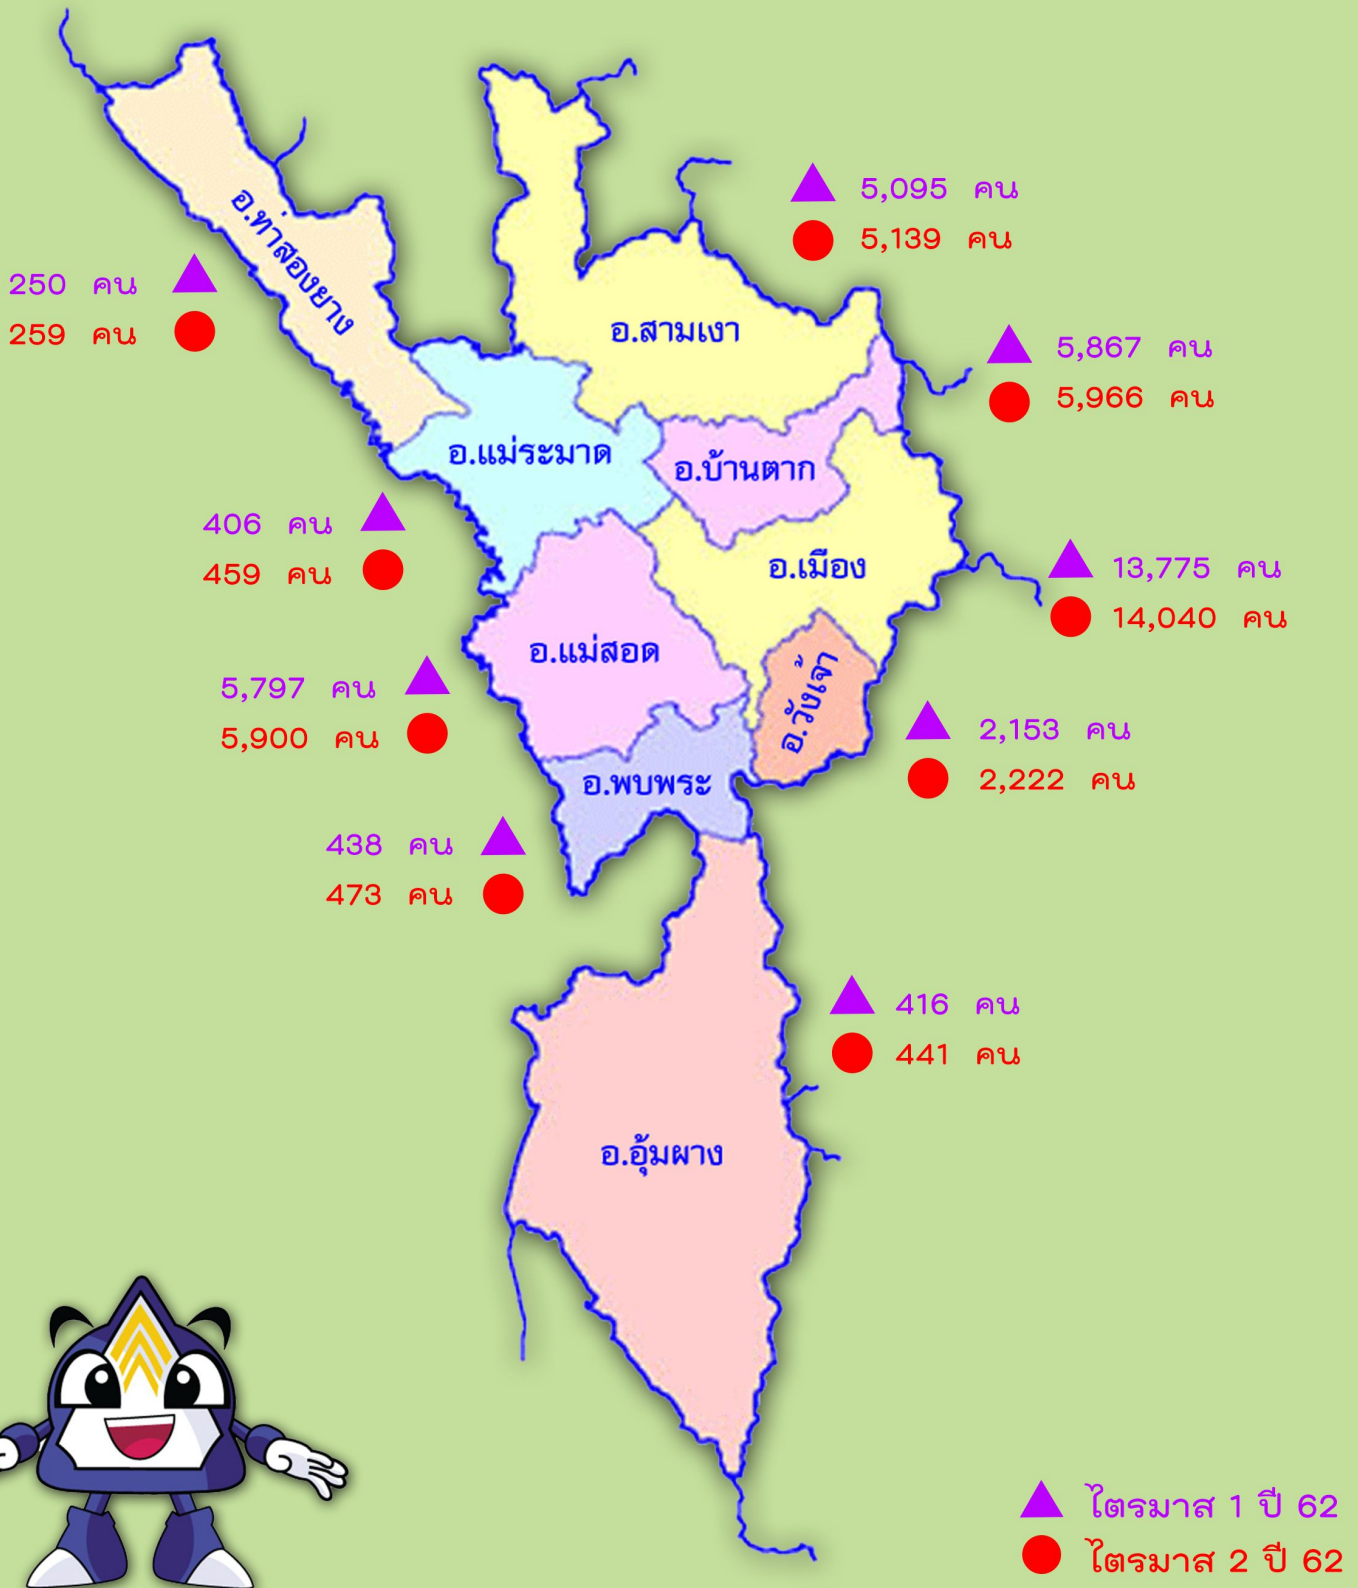 อ.ท่าสองยาง
250 คน
259 คน
5,095 คน
5,139 คน
อ.สามเงา
5,867 คน
5,966 คน
อ.แม่ระมาด
อ.บ้านตาก
406 คน
459 คน
อ.เมือง
13,775 คน
14,040 คน
อ.แม่สอด
5,797 คน
5,900 คน
อ.วังเจ้า
2,153 คน
2,222 คน
อ.พบพระ
438 คน
473 คน
416 คน
441 คน
อ.อุ้มผาง
ไตรมาส 1 ปี 62
ไตรมาส 2 ปี 62